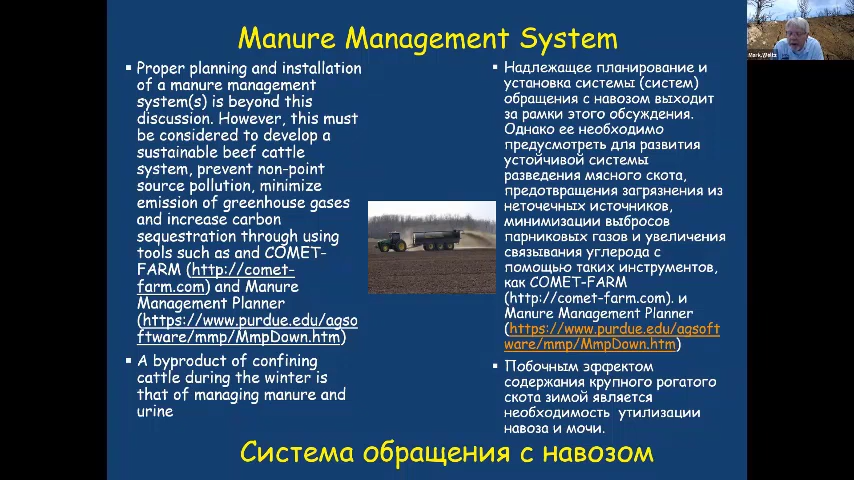 Manure Management System
▪ Proper planning and installation
of a manure management
system(s) is beyond this
discussion. However, this must
be considered to develop a
sustainable beef cattle
system, prevent non-point
source pollution, minimize
emission of greenhouse gases
and increase carbon
sequestration through using
tools such as and COMET-
FARM (http://comet-
farm.com) and Manure
Management Planner
(https://www.purdue.edu/agso
ftware/mmp/MmpDown.htm)
▪ A byproduct of confining
cattle during the winter is
that of managing manure and
urine
▪ Надлежащее планирование и
установка системы (систем)
обращения с навозом выходит
за рамки этого обсуждения.
Однако ее необходимо
предусмотреть для развития
устойчивой системы
разведения мясного скота,
предотвращения загрязнения из
неточечных источников,
минимизации выбросов
парниковых газов и увеличения
связывания углерода с
помощью таких инструментов,
как COMET-FARM
(http://comet-farm.com). и
Manure Management Planner
(https://www.purdue.edu/agsoft
ware/mmp/MmpDown.htm)
▪ Побочным эффектом
содержания крупного рогатого
скота зимой является
необходимость утилизации
навоза и мочи.
Система обращения с навозом
Mark.Weltz